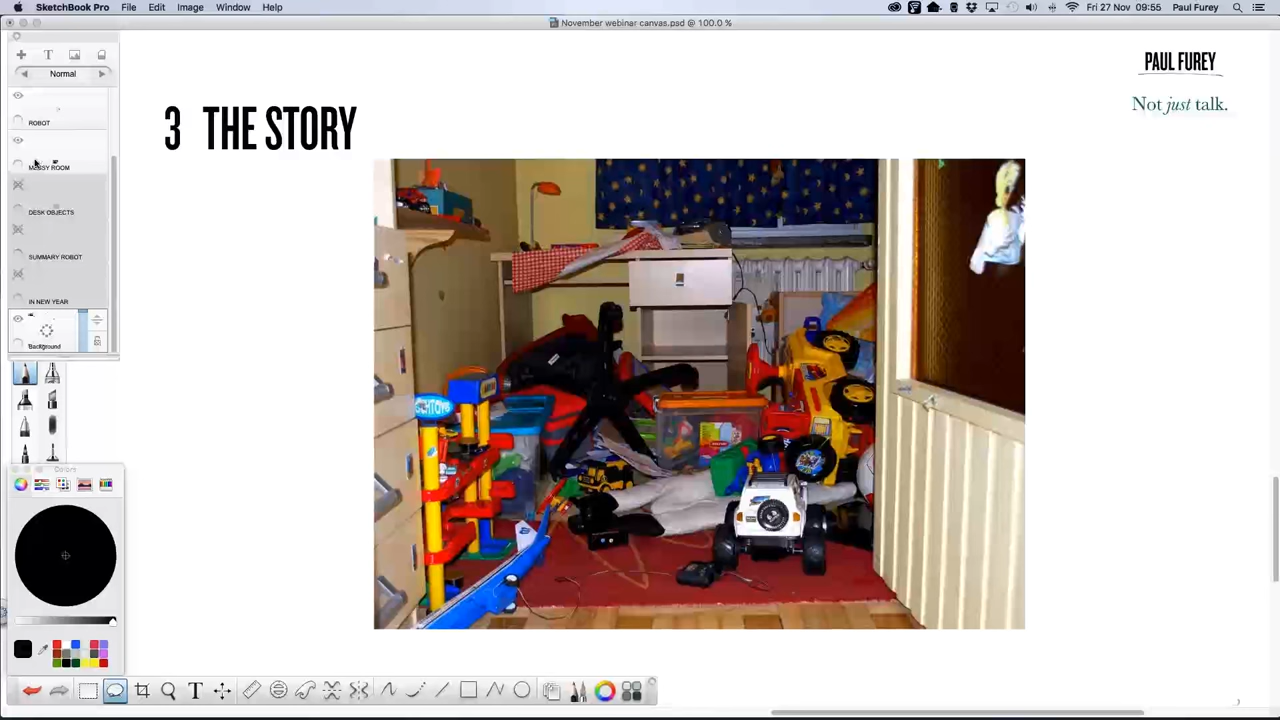 SketchBook Pro File Edit Image Window Help
Fri 27 Nov 09:55 Paul Furey
November webinar canvas.psd @ 100.0 %
Normal
ROBOT
MESSY ROOM
DESK OBJECTS
SUMMARY ROBOT
IN NEW YEAR
Background
Colors
PAUL FUREY
Not just talk.
3 THE STORY